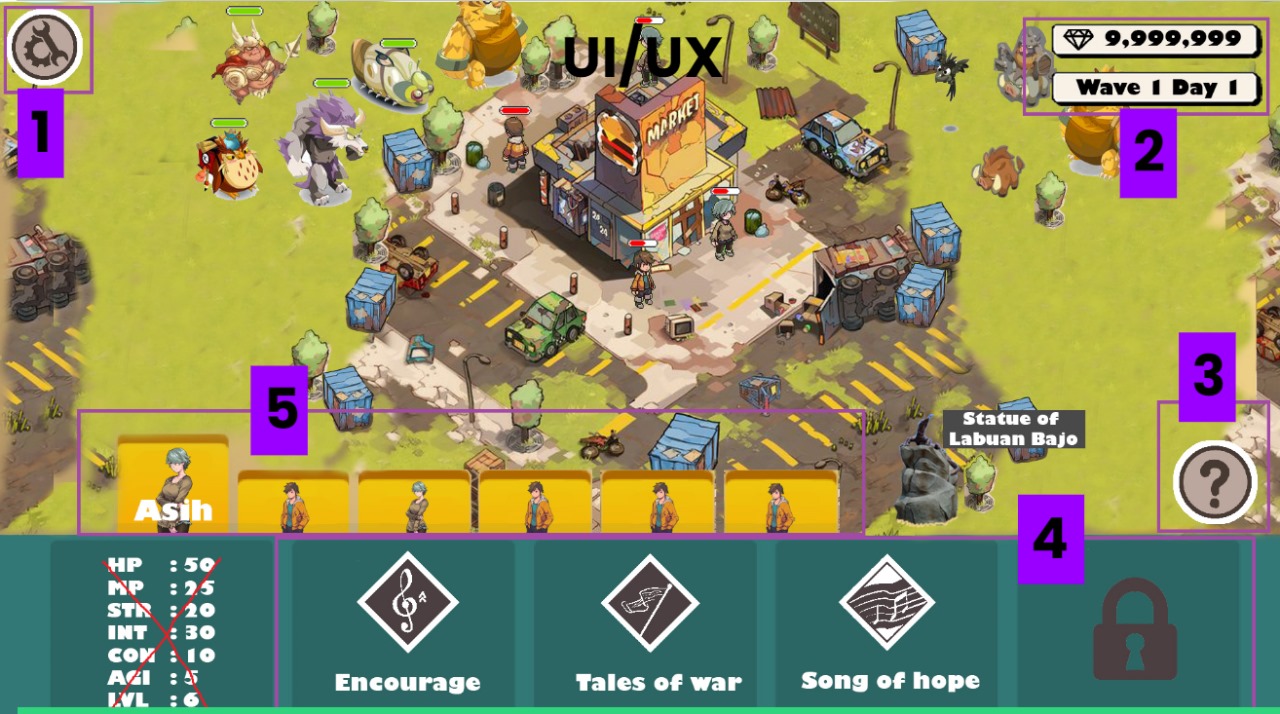 UI/UX
9,999,999
Wave 1 Day 1
1
2
MARKET
24
24
3
5
Statue of
Labuan Bajo
?
Asih
4
HP : 50
MP : 25
STR : 20
INT : 30
CON : 10
AGI : 5
LVL : 6
Encourage
Tales of war
Song of hope